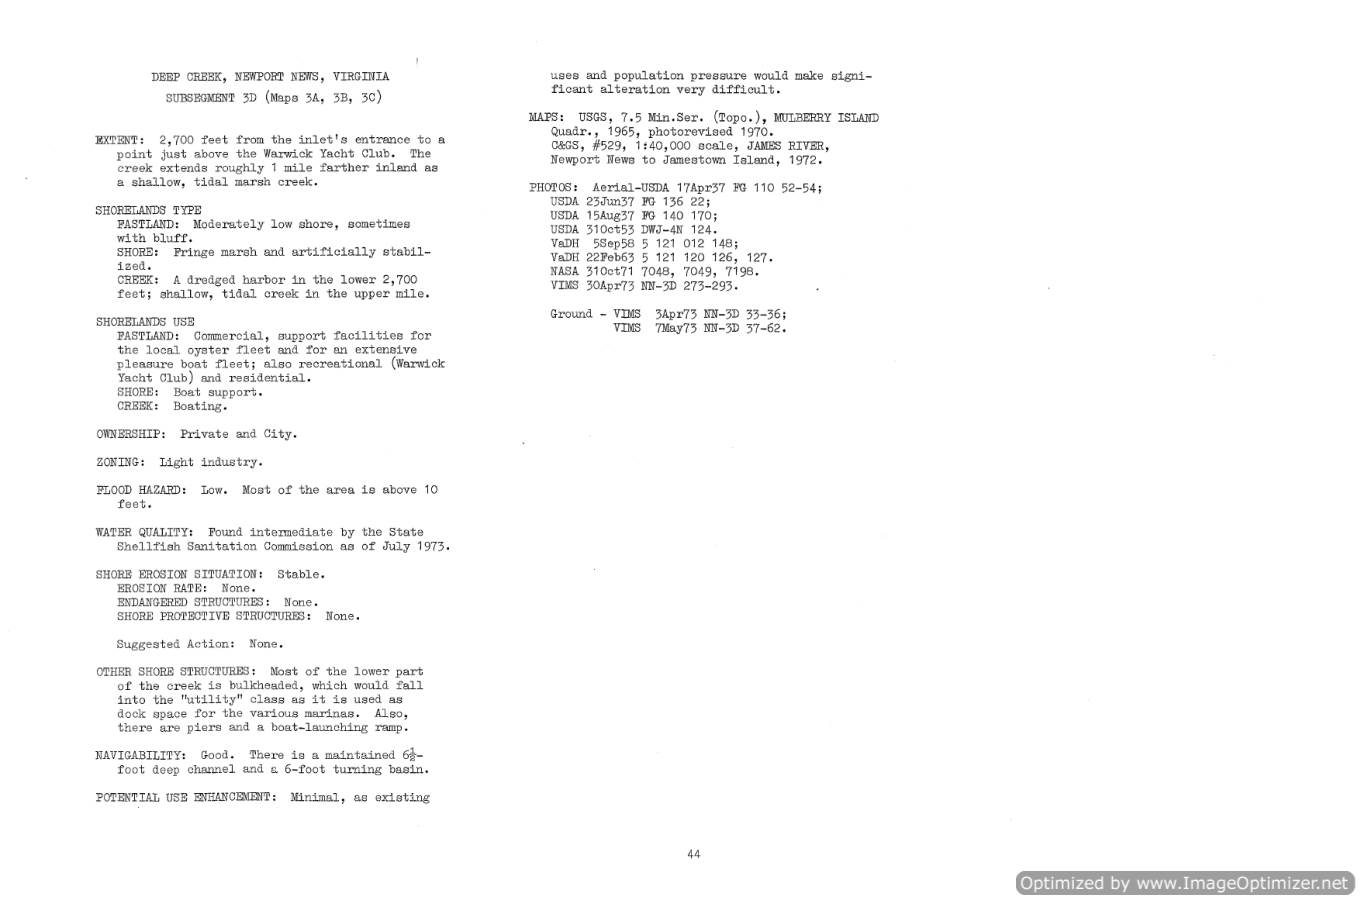 DEEP CREEK, NEWPORT NEWS, VIRGINIA
SUBSEGMENT 3D (Maps 3A, 3B, 3C)
EXTENT: 2,700 feet from the inlet's entrance to a
point just above the Warwick Yacht Club. The
creek extends roughly 1 mile farther inland as
a shallow, tidal marsh creek.
SHORELANDS TYPE
FASTLAND: Moderately low shore, sometimes
with bluff.
SHORE: Fringe marsh and artificially stabil-
ized.
CREEK: A dredged harbor in the lower 2,700
feet; shallow, tidal creek in the upper mile.
SHORELANDS USE
FASTLAND: Commercial, support facilities for
the local oyster fleet and for an extensive
pleasure boat fleet; also recreational (Warwick
Yacht Club) and residential.
SHORE: Boat support.
CREEK: Boating.
OWNERSHIP: Private and City.
ZONING: Light industry.
FLOOD HAZARD: Low. Most of the area is above 10
feet.
WATER QUALITY: Found intermediate by the State
Shellfish Sanitation Commission as of July 1973.
SHORE EROSION SITUATION: Stable.
EROSION RATE: None.
ENDANGERED STRUCTURES: None.
SHORE PROTECTIVE STRUCTURES: None.
Suggested Action: None.
OTHER SHORE STRUCTURES: Most of the lower part
of the creek is bulkheaded, which would fall
into the "utility" class as it is used as
dock space for the various marinas. Also,
there are piers and a boat-launching ramp.
NAVIGABILITY: Good. There is a maintained 6½-
foot deep channel and a 6-foot turning basin.
POTENTIAL USE ENHANCEMENT: Minimal, as existing
uses and population pressure would make signi-
ficant alteration very difficult.
MAPS: USGS, 7.5 Min.Ser. (Topo.), MULBERRY ISLAND
Quadr., 1965, photorevised 1970.
C&GS, #529, 1:40,000 scale, JAMES RIVER,
Newport News to Jamestown Island, 1972.
PHOTOS: Aerial-USDA 17Apr37 FG 110 52-54;
USDA 23Jun37 FG 136 22;
USDA 15Aug37 FG 140 170;
USDA 31Oct53 DWJ-4N 124.
VaDH 5Sep58 5 121 012 148;
VaDH 22Feb63 5 121 120 126, 127.
NASA 31Oct71 7048, 7049, 7198.
VIMS 30Apr73 NN-3D 273-293.
Ground - VIMS 3Apr73 NN-3D 33-36;
VIMS 7May73 NN-3D 37-62.
44
Optimized by www.ImageOptimizer.net